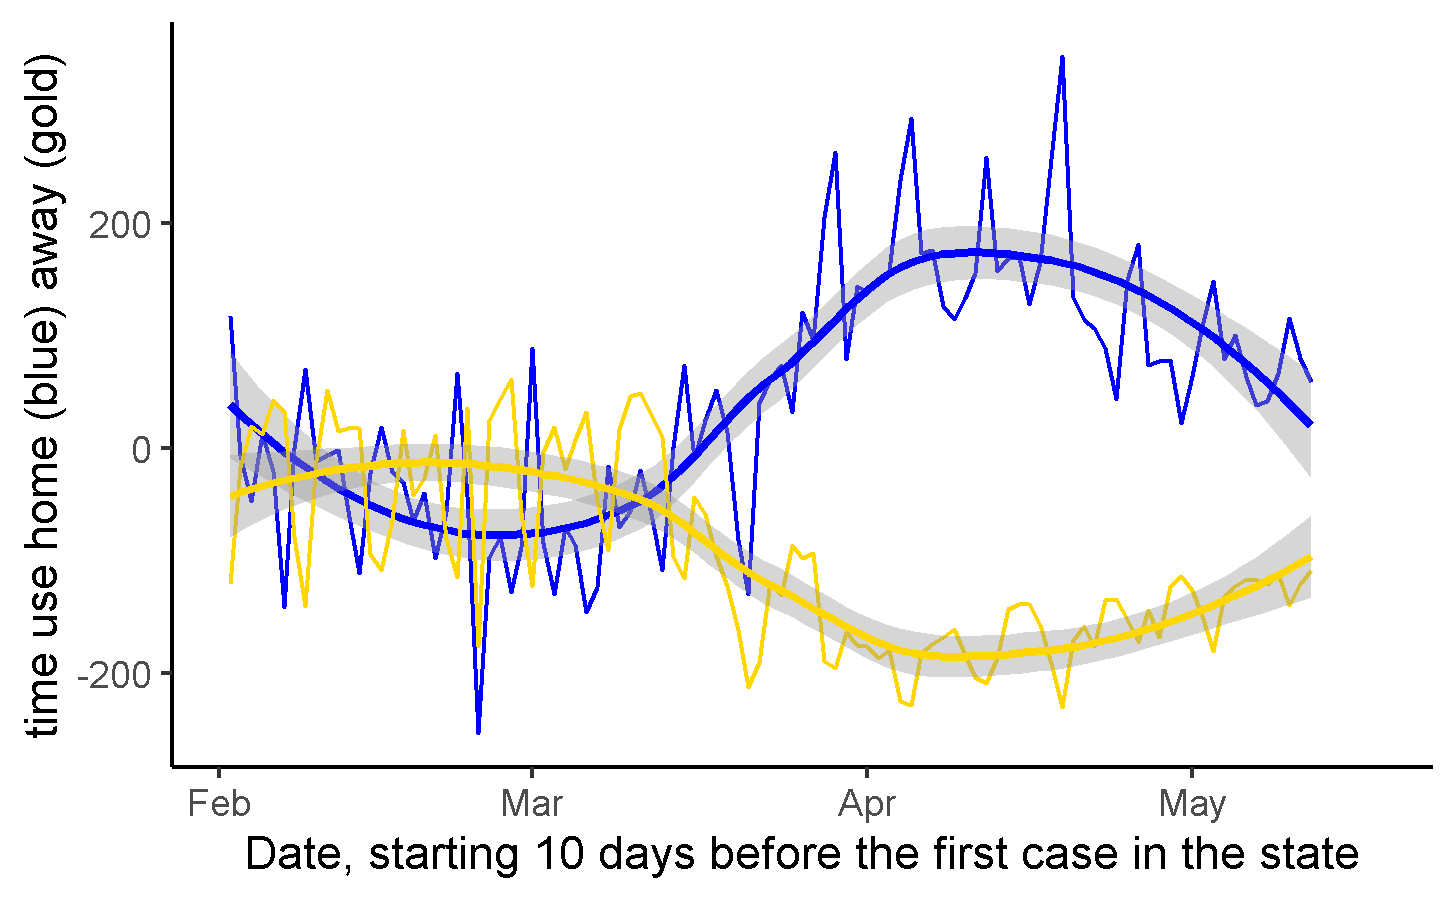 time use home (blue) away (gold)
200
0
-200
Feb Mar Apr May
Date, starting 10 days before the first case in the state